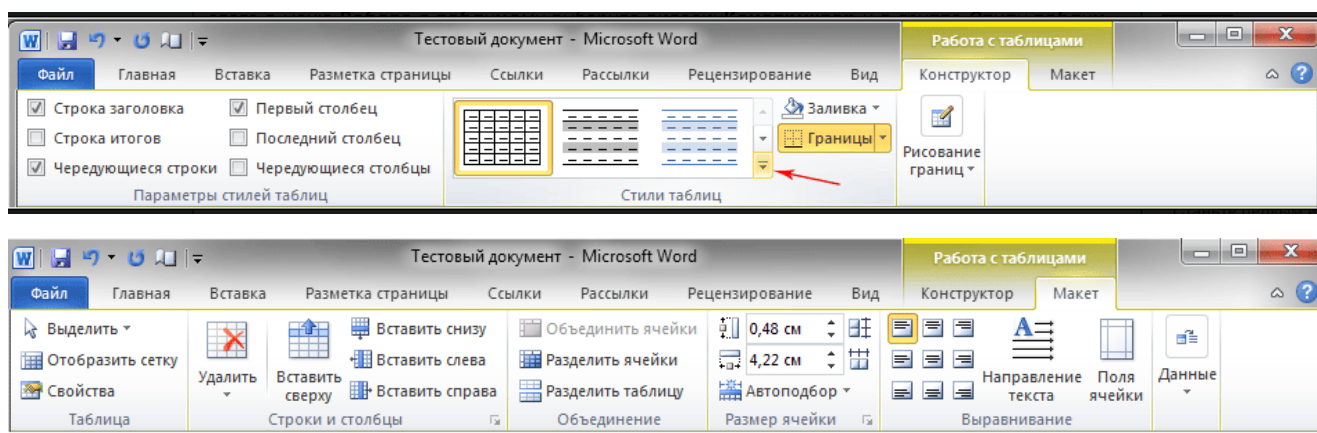 Тестовый документ - Microsoft Word
Работа с таблицами
Файл Главная Вставка Разметка страницы Ссылки Рассылки Рецензирование Вид Конструктор Макет
Строка заголовка Первый столбец Заливка
Строка итогов Последний столбец Границы
Чередующиеся строки Чередующиеся столбцы
Рисование
границ
Параметры стилей таблиц
Стили таблиц
Тестовый документ - Microsoft Word
Работа с таблицами
Файл Главная Вставка Разметка страницы Ссылки Рассылки Рецензирование Вид Конструктор Макет
Выделить
Отобразить сетку
Свойства
Таблица
Удалить
Вставить
сверху
Вставить снизу
Вставить слева
Вставить справа
Строки и столбцы
Объединить ячейки
Разделить ячейки
Разделить таблицу
Объединение
0,48 см
4,22 см
Автоподбор
Размер ячейки
Направление
текста
Поля
ячейки
Выравнивание
Данные